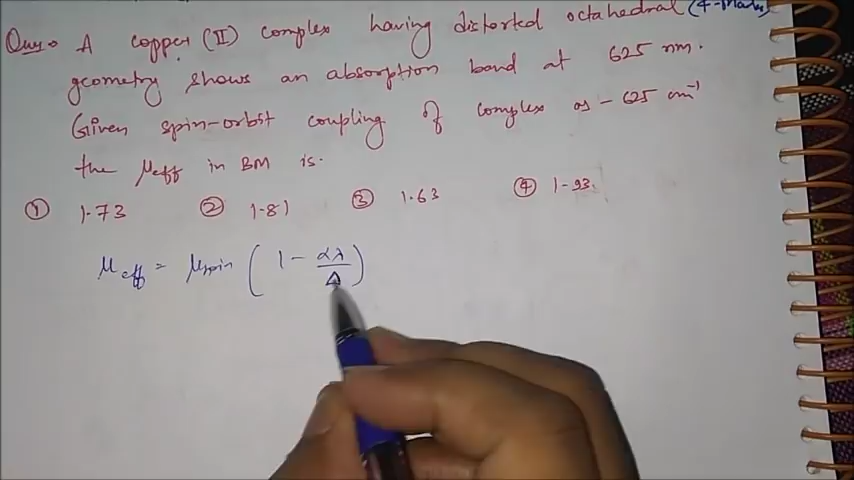 Ques A copper (II) complex having distorted octahedral (4-Marks)
geometry shows an absorption band at 625 nm.
Given spin-orbit coupling of complex as - 625 cm⁻¹
the μeff in BM is.
① 1.73 ② 1.81 ③ 1.63 ④ 1.93.
μeff = μspin (1 - αλ/Δ)